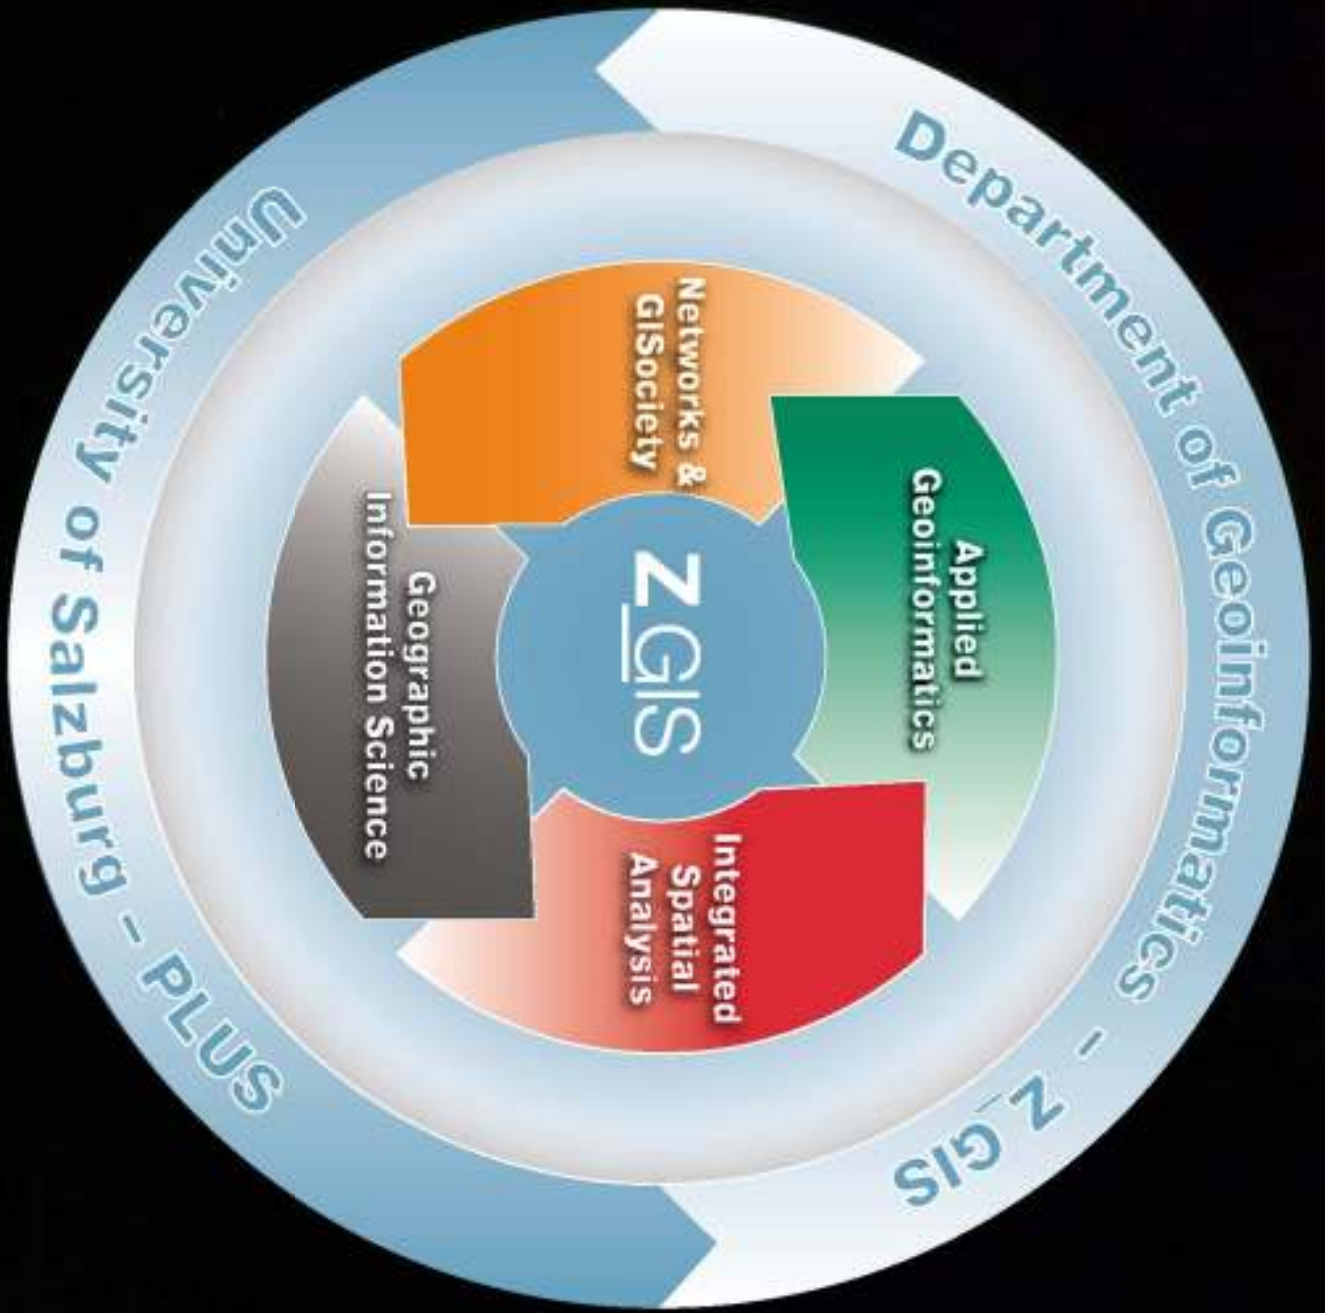 Department of Geoinformatics - Z_GIS
Applied
Geoinformatics
Networks &
GISociety
Z_GIS
Integrated
Spatial
Analysis
Geographic
Information Science
University of Salzburg - PLUS